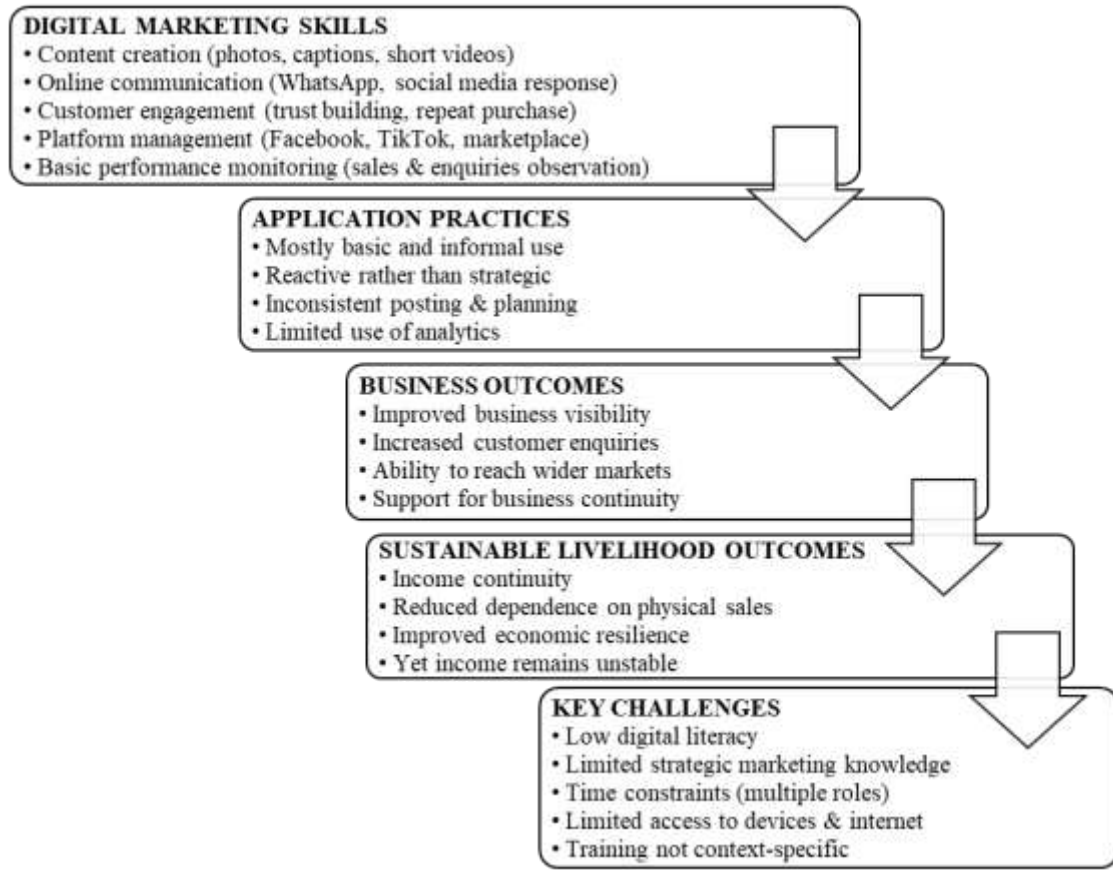 DIGITAL MARKETING SKILLS
• Content creation (photos, captions, short videos)
• Online communication (WhatsApp, social media response)
• Customer engagement (trust building, repeat purchase)
• Platform management (Facebook, TikTok, marketplace)
• Basic performance monitoring (sales & enquiries observation)
APPLICATION PRACTICES
• Mostly basic and informal use
• Reactive rather than strategic
• Inconsistent posting & planning
• Limited use of analytics
BUSINESS OUTCOMES
• Improved business visibility
• Increased customer enquiries
• Ability to reach wider markets
• Support for business continuity
SUSTAINABLE LIVELIHOOD OUTCOMES
• Income continuity
• Reduced dependence on physical sales
• Improved economic resilience
• Yet income remains unstable
KEY CHALLENGES
• Low digital literacy
• Limited strategic marketing knowledge
• Time constraints (multiple roles)
• Limited access to devices & internet
• Training not context-specific